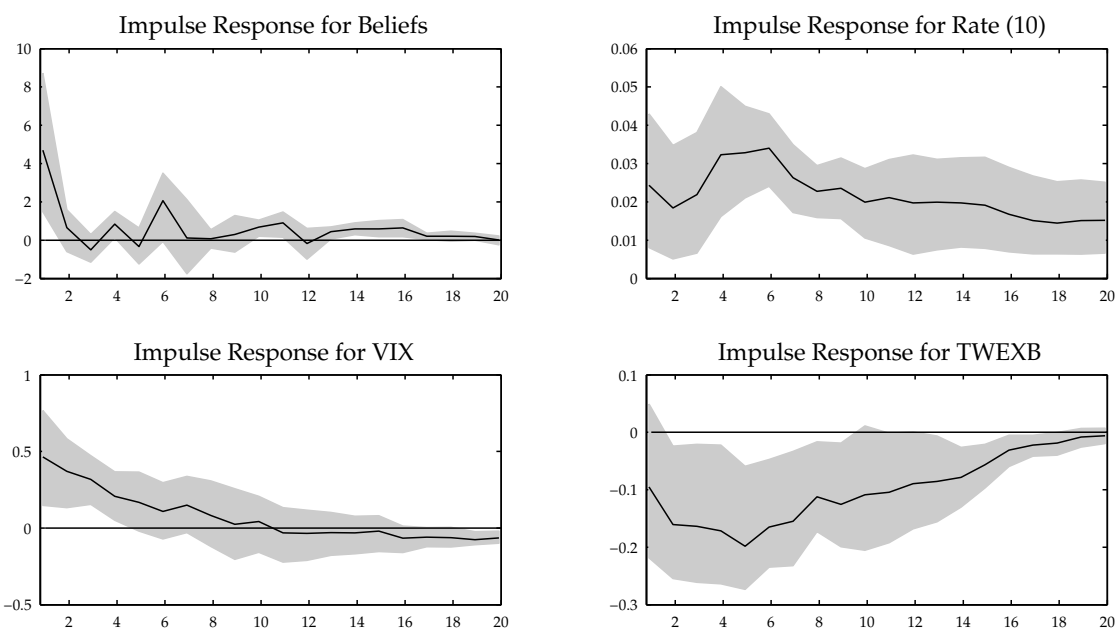 Impulse Response for Beliefs
10
8
6
4
2
0
−2
2 4 6 8 10 12 14 16 18 20
Impulse Response for Rate (10)
0.06
0.05
0.04
0.03
0.02
0.01
0
2 4 6 8 10 12 14 16 18 20
Impulse Response for VIX
1
0.5
0
−0.5
2 4 6 8 10 12 14 16 18 20
Impulse Response for TWEXB
0.1
0
−0.1
−0.2
−0.3
2 4 6 8 10 12 14 16 18 20